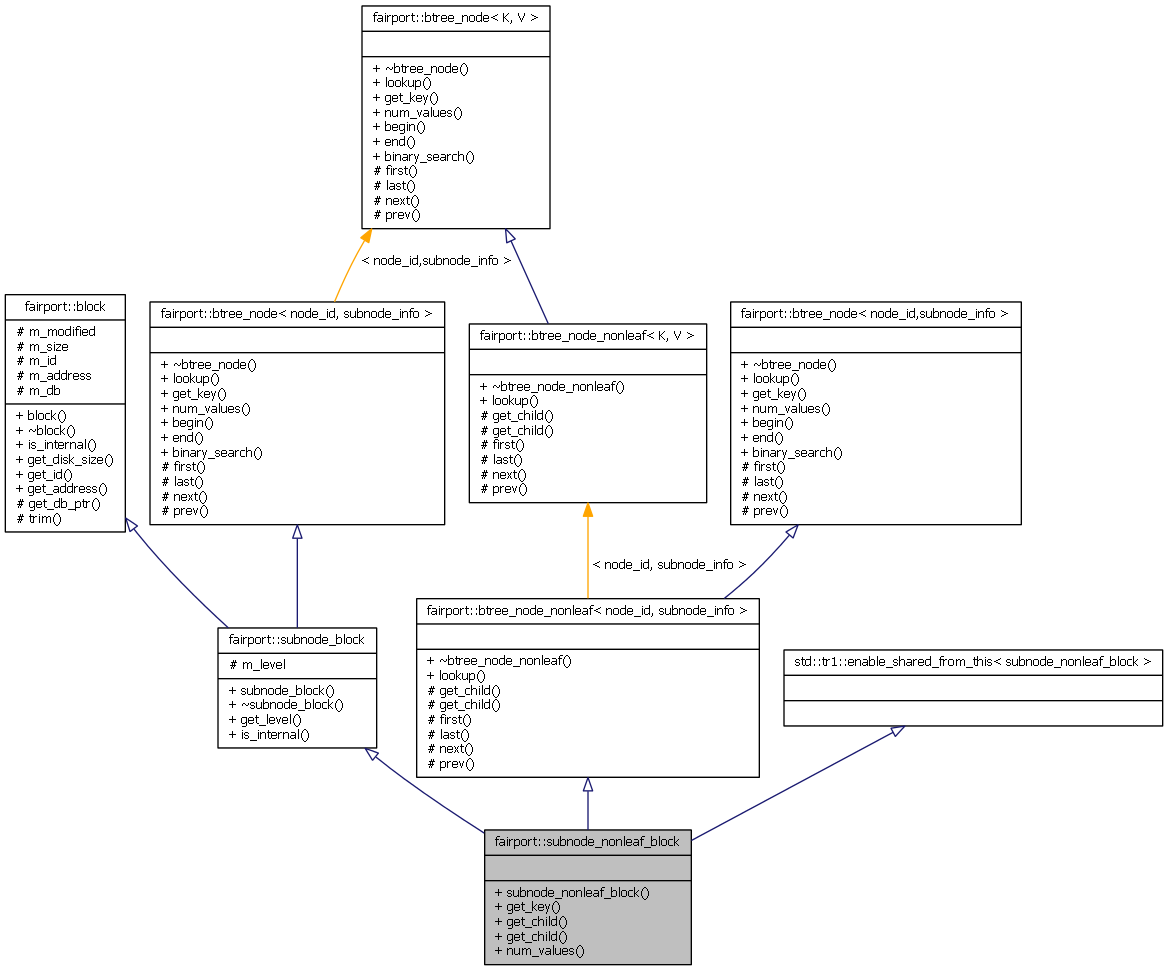 fairport::btree_node< K, V >
+ ~btree_node()
+ lookup()
+ get_key()
+ num_values()
+ begin()
+ end()
+ binary_search()
# first()
# last()
# next()
# prev()
< node_id,subnode_info >
fairport::block
# m_modified
# m_size
# m_id
# m_address
# m_db
+ block()
+ ~block()
+ is_internal()
+ get_disk_size()
+ get_id()
+ get_address()
# get_db_ptr()
# trim()
fairport::btree_node< node_id, subnode_info >
+ ~btree_node()
+ lookup()
+ get_key()
+ num_values()
+ begin()
+ end()
+ binary_search()
# first()
# last()
# next()
# prev()
fairport::btree_node_nonleaf< K, V >
+ ~btree_node_nonleaf()
+ lookup()
# get_child()
# get_child()
# first()
# last()
# next()
# prev()
fairport::btree_node< node_id,subnode_info >
+ ~btree_node()
+ lookup()
+ get_key()
+ num_values()
+ begin()
+ end()
+ binary_search()
# first()
# last()
# next()
# prev()
< node_id, subnode_info >
fairport::subnode_block
# m_level
+ subnode_block()
+ ~subnode_block()
+ get_level()
+ is_internal()
fairport::btree_node_nonleaf< node_id, subnode_info >
+ ~btree_node_nonleaf()
+ lookup()
# get_child()
# get_child()
# first()
# last()
# next()
# prev()
std::tr1::enable_shared_from_this< subnode_nonleaf_block >
fairport::subnode_nonleaf_block
+ subnode_nonleaf_block()
+ get_key()
+ get_child()
+ get_child()
+ num_values()